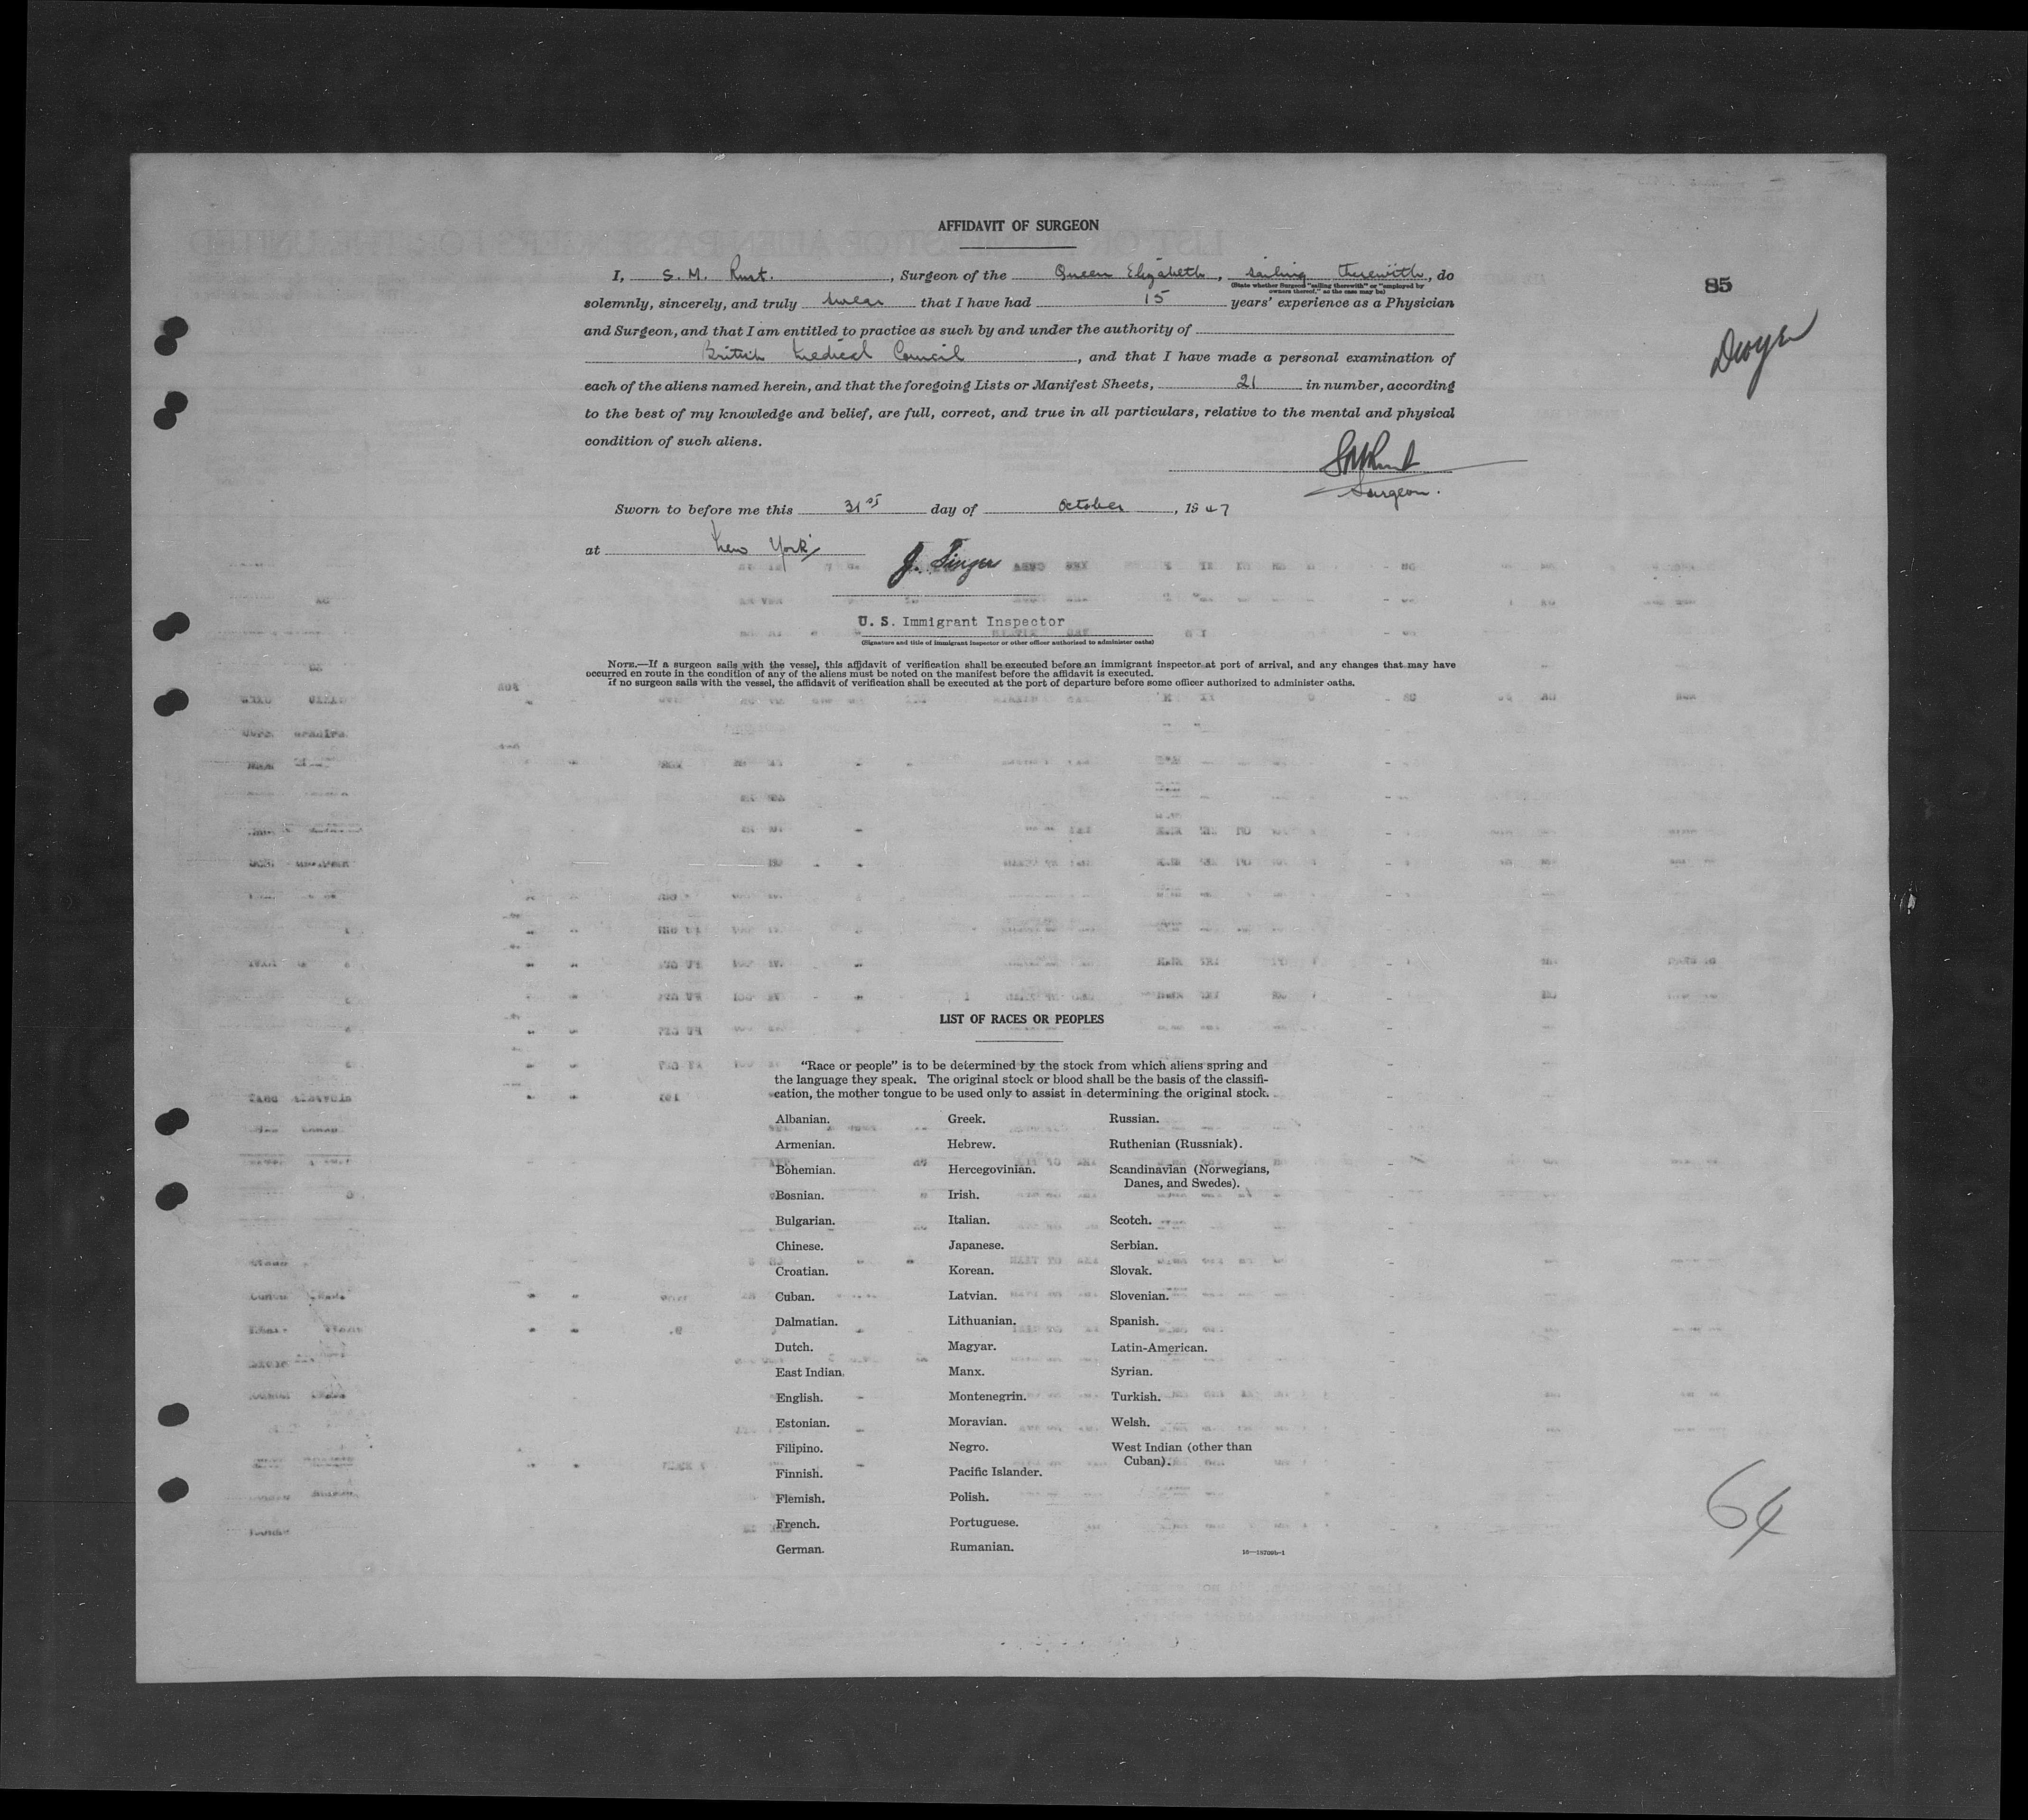 AFFIDAVIT OF SURGEON
85
I, S. M. Rust. , Surgeon of the Queen Elizabeth, sailing therewith, do
(State whether Surgeon "sailing therewith" or "employed by
owners thereof," as the case may be)
solemnly, sincerely, and truly swear that I have had 15 years' experience as a Physician
and Surgeon, and that I am entitled to practice as such by and under the authority of
British Medical Council, and that I have made a personal examination of
Dwyer
each of the aliens named herein, and that the foregoing Lists or Manifest Sheets, 21 in number, according
to the best of my knowledge and belief, are full, correct, and true in all particulars, relative to the mental and physical
condition of such aliens.
SMRust
Surgeon.
Sworn to before me this 31st day of October, 1947
at New York
J. Singer
U. S. Immigrant Inspector
(Signature and title of immigrant inspector or other officer authorized to administer oaths)
NOTE.—If a surgeon sails with the vessel, this affidavit of verification shall be executed before an immigrant inspector at port of arrival, and any changes that may have
occurred en route in the condition of any of the aliens must be noted on the manifest before the affidavit is executed.
If no surgeon sails with the vessel, the affidavit of verification shall be executed at the port of departure before some officer authorized to administer oaths.
LIST OF RACES OR PEOPLES
"Race or people" is to be determined by the stock from which aliens spring and
the language they speak. The original stock or blood shall be the basis of the classifi-
cation, the mother tongue to be used only to assist in determining the original stock.
Albanian.
Armenian.
Bohemian.
Bosnian.
Bulgarian.
Chinese.
Croatian.
Cuban.
Dalmatian.
Dutch.
East Indian.
English.
Estonian.
Filipino.
Finnish.
Flemish.
French.
German.
Greek.
Hebrew.
Hercegovinian.
Irish.
Italian.
Japanese.
Korean.
Latvian.
Lithuanian.
Magyar.
Manx.
Montenegrin.
Moravian.
Negro.
Pacific Islander.
Polish.
Portuguese.
Rumanian.
Russian.
Ruthenian (Russniak).
Scandinavian (Norwegians,
Danes, and Swedes).
Scotch.
Serbian.
Slovak.
Slovenian.
Spanish.
Latin-American.
Syrian.
Turkish.
Welsh.
West Indian (other than
Cuban).
16—18709b-1
64